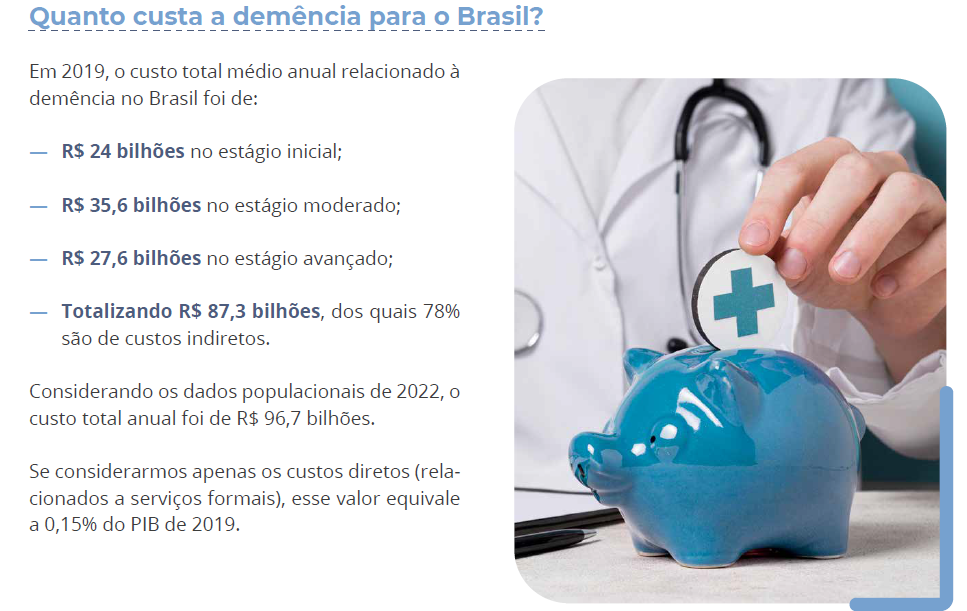 Quanto custa a demência para o Brasil?
Em 2019, o custo total médio anual relacionado à
demência no Brasil foi de:
— R$ 24 bilhões no estágio inicial;
— R$ 35,6 bilhões no estágio moderado;
— R$ 27,6 bilhões no estágio avançado;
— Totalizando R$ 87,3 bilhões, dos quais 78%
são de custos indiretos.
Considerando os dados populacionais de 2022, o
custo total anual foi de R$ 96,7 bilhões.
Se considerarmos apenas os custos diretos (rela-
cionados a serviços formais), esse valor equivale
a 0,15% do PIB de 2019.